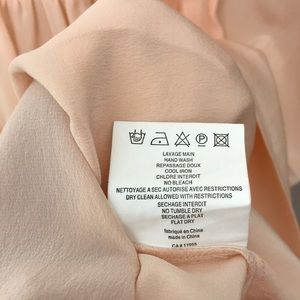 LAVAGE MAIN
HAND WASH
REPASSAGE DOUX
COOL IRON
CHLORE INTERDIT
NO BLEACH
NETTOYAGE A SEC AUTORISE AVEC RESTRICTIONS
DRY CLEAN ALLOWED WITH RESTRICTIONS
SECHAGE INTERDIT
NO TUMBLE DRY
SECHAGE A PLAT
FLAT DRY
fabriqué en China
made in China